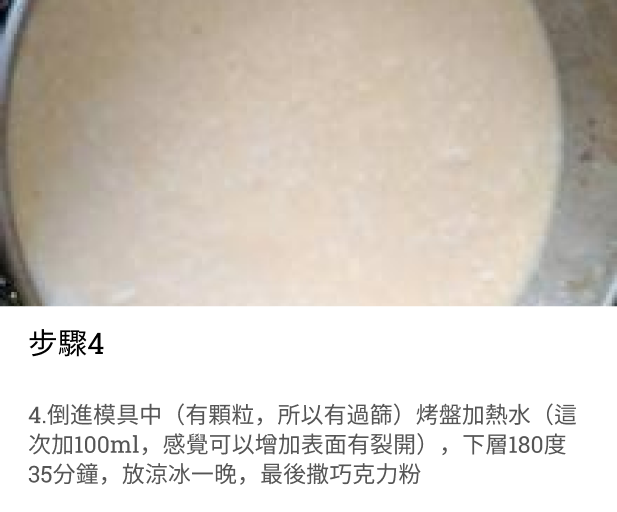 步驟4
4.倒進模具中（有顆粒，所以有過篩）烤盤加熱水（這
次加100ml，感覺可以增加表面有裂開），下層180度
35分鐘，放涼冰一晚，最後撒巧克力粉